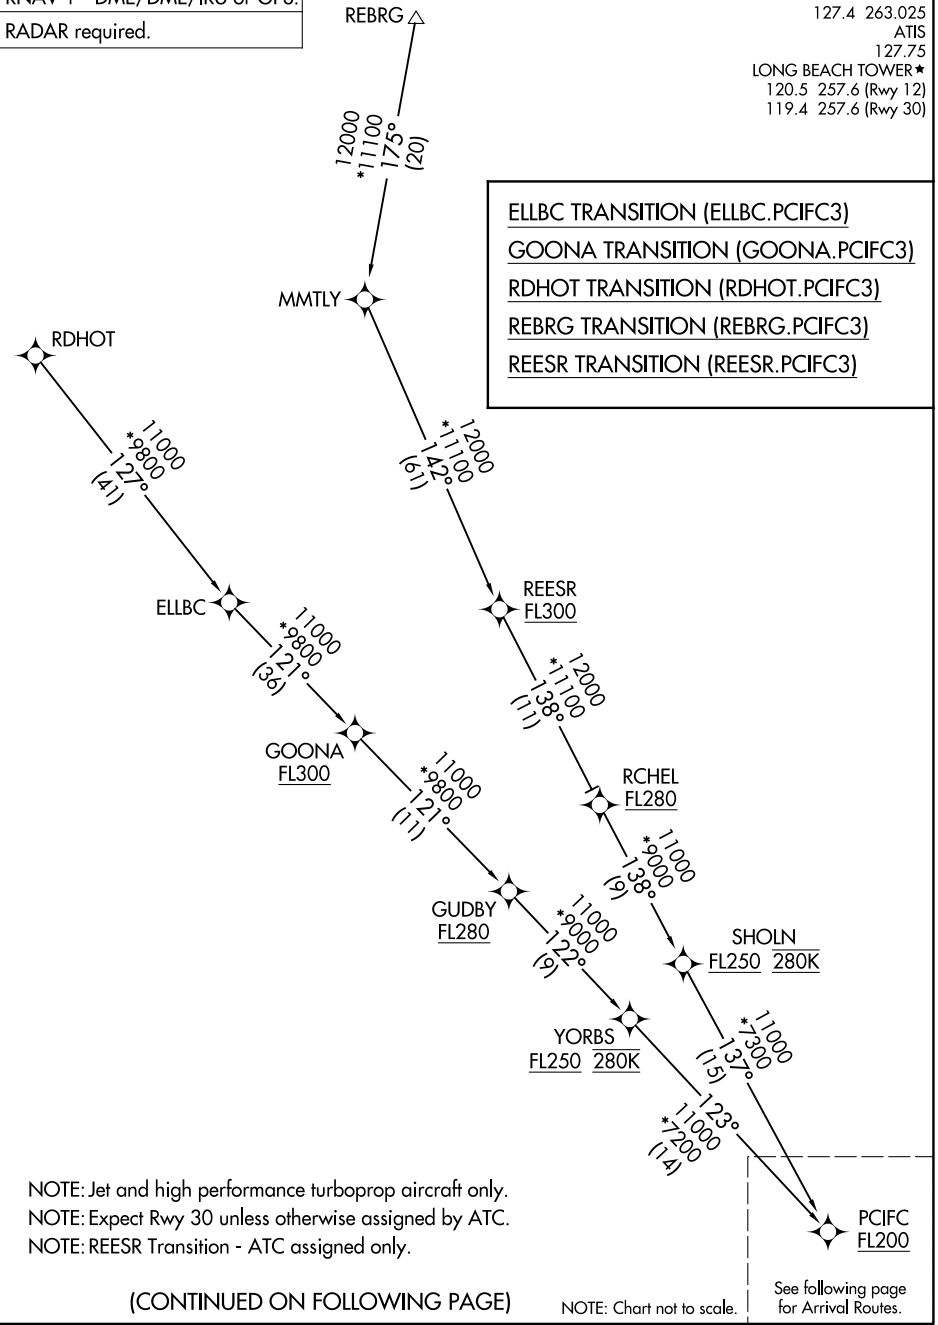 RNAV 1 - DME/DME/IRU or GPS.
RADAR required.
127.4 263.025
ATIS
127.75
LONG BEACH TOWER★
120.5 257.6 (Rwy 12)
119.4 257.6 (Rwy 30)
REBRG
12000
*11100
175°
(20)
ELLBC TRANSITION (ELLBC.PCIFC3)
GOONA TRANSITION (GOONA.PCIFC3)
RDHOT TRANSITION (RDHOT.PCIFC3)
REBRG TRANSITION (REBRG.PCIFC3)
REESR TRANSITION (REESR.PCIFC3)
MMTLY
RDHOT
11000
*9800
127°
(41)
12000
*11100
142°
(61)
ELLBC
REESR
FL300
11000
*9800
121°
(36)
12000
*11100
138°
(11)
GOONA
FL300
RCHEL
FL280
11000
*9800
121°
(11)
11000
*9000
138°
(9)
GUDBY
FL280
11000
*9000
122°
(9)
SHOLN
FL250 280K
YORBS
FL250 280K
11000
*7300
137°
(15)
123°
11000
*7200
(14)
PCIFC
FL200
NOTE: Jet and high performance turboprop aircraft only.
NOTE: Expect Rwy 30 unless otherwise assigned by ATC.
NOTE: REESR Transition - ATC assigned only.
(CONTINUED ON FOLLOWING PAGE)
NOTE: Chart not to scale.
See following page
for Arrival Routes.